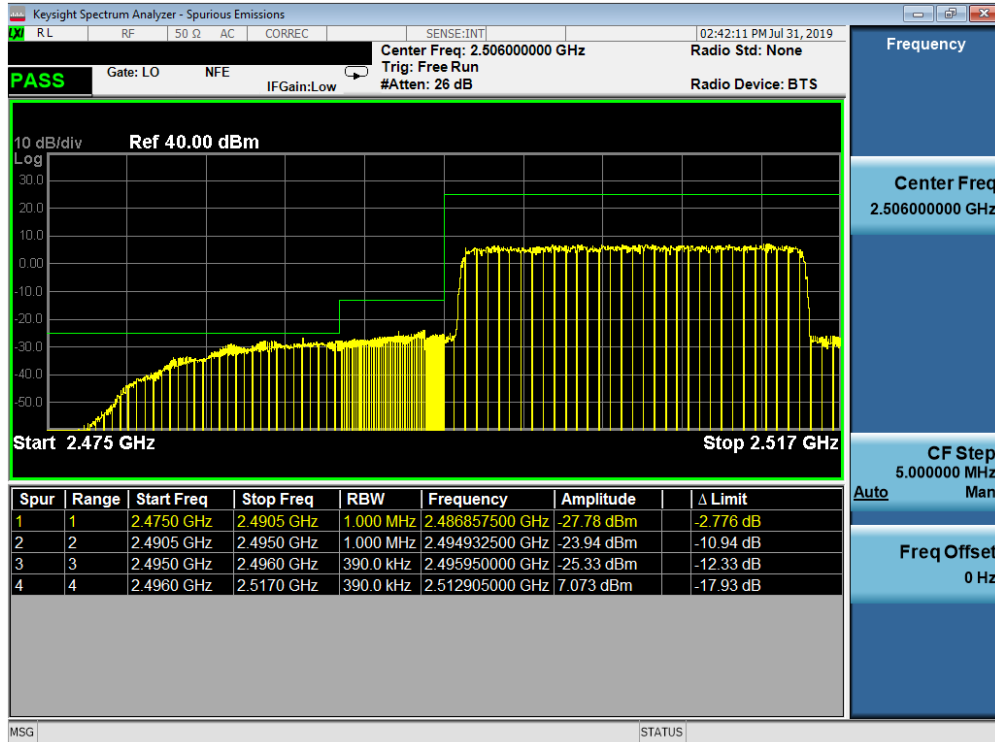 Keysight Spectrum Analyzer - Spurious Emissions
LXI RL RF 50 Ω AC CORREC SENSE:INT 02:42:11 PM Jul 31, 2019
Center Freq: 2.506000000 GHz Radio Std: None
PASS Gate: LO NFE Trig: Free Run
IFGain:Low #Atten: 26 dB Radio Device: BTS
10 dB/div Ref 40.00 dBm
Log
30.0
20.0
10.0
0.00
-10.0
-20.0
-30.0
-40.0
-50.0
Start 2.475 GHz Stop 2.517 GHz
Spur Range Start Freq Stop Freq RBW Frequency Amplitude Δ Limit
1 1 2.4750 GHz 2.4905 GHz 1.000 MHz 2.486857500 GHz -27.78 dBm -2.776 dB
2 2 2.4905 GHz 2.4950 GHz 1.000 MHz 2.494932500 GHz -23.94 dBm -10.94 dB
3 3 2.4950 GHz 2.4960 GHz 390.0 kHz 2.495950000 GHz -25.33 dBm -12.33 dB
4 4 2.4960 GHz 2.5170 GHz 390.0 kHz 2.512905000 GHz 7.073 dBm -17.93 dB
MSG STATUS
Frequency
Center Freq
2.506000000 GHz
CF Step
5.000000 MHz
Auto Man
Freq Offset
0 Hz